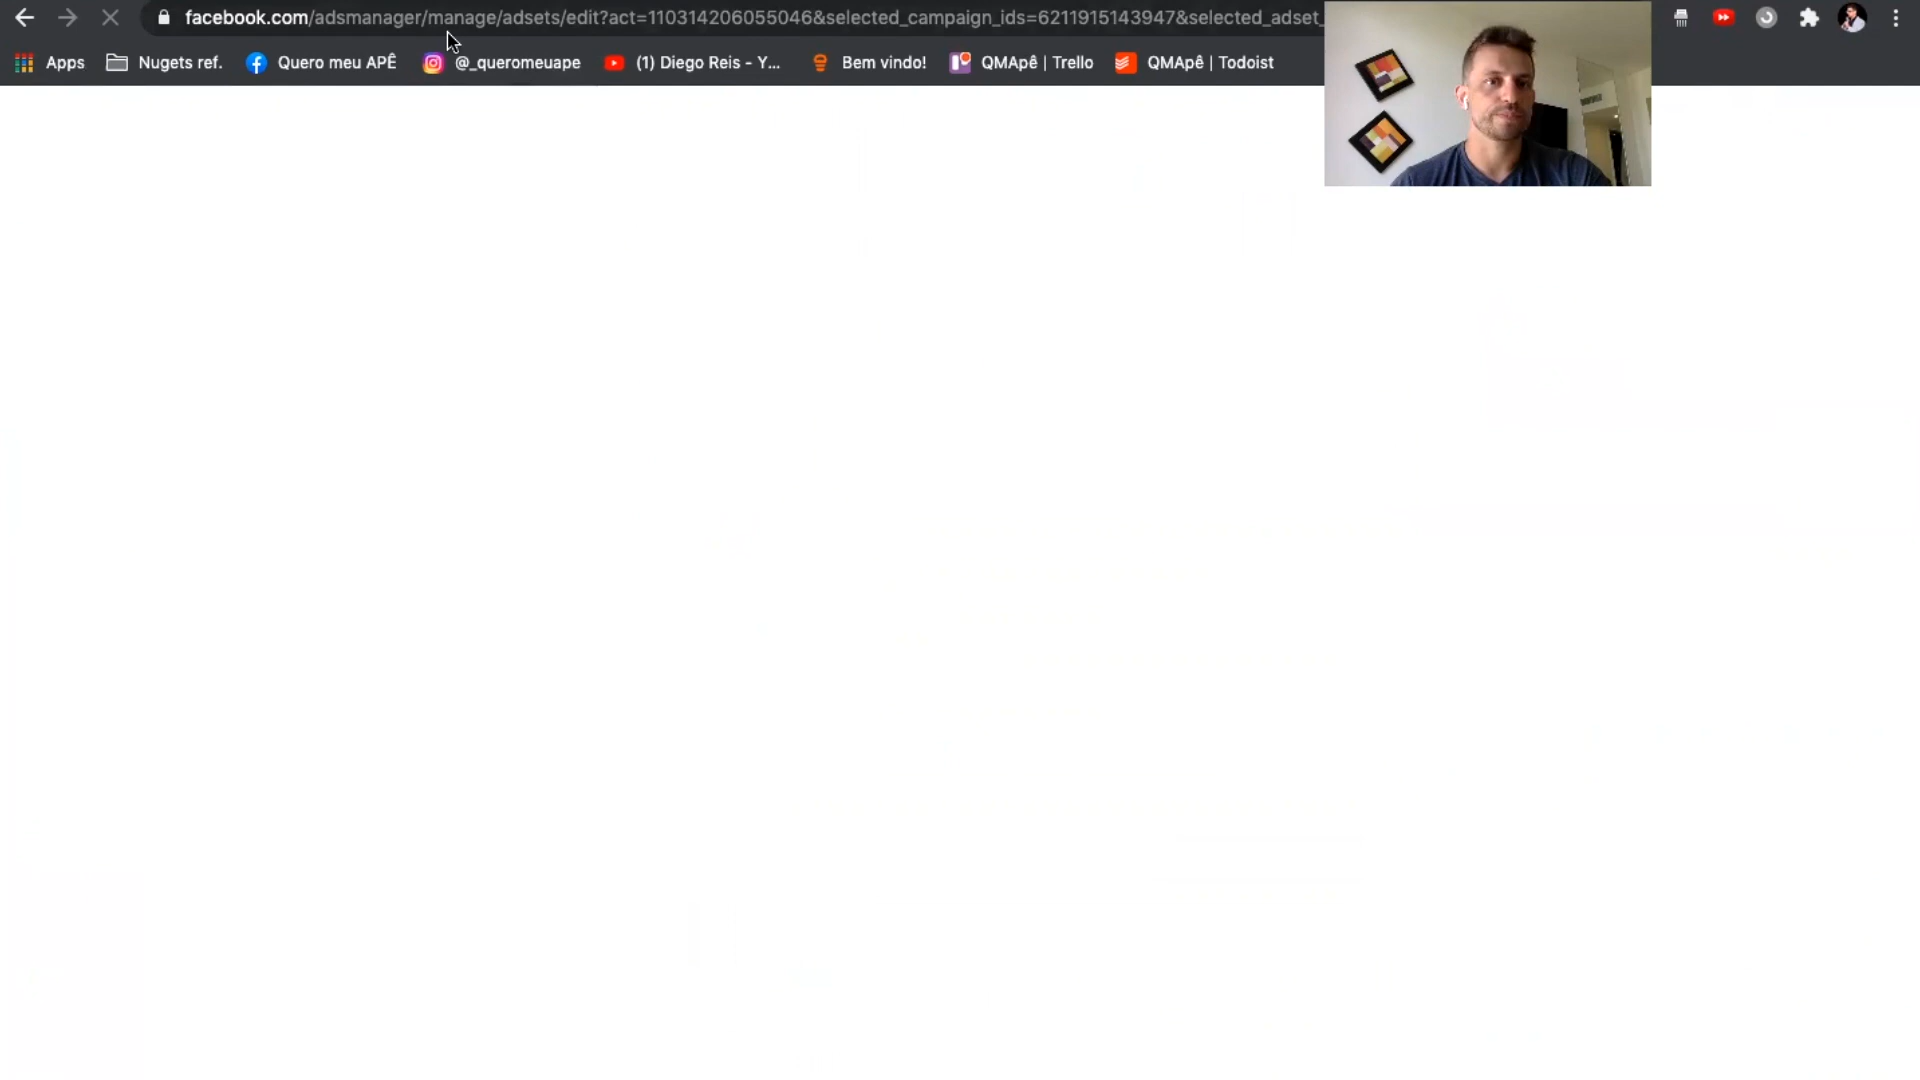 facebook.com/adsmanager/manage/adsets/edit?act=110314206055046&selected_campaign_ids=6211915143947&selected_adset_
Apps Nugets ref. Quero meu APÊ @_queromeuape (1) Diego Reis - Y... Bem vindo! QMApê | Trello QMApê | Todoist